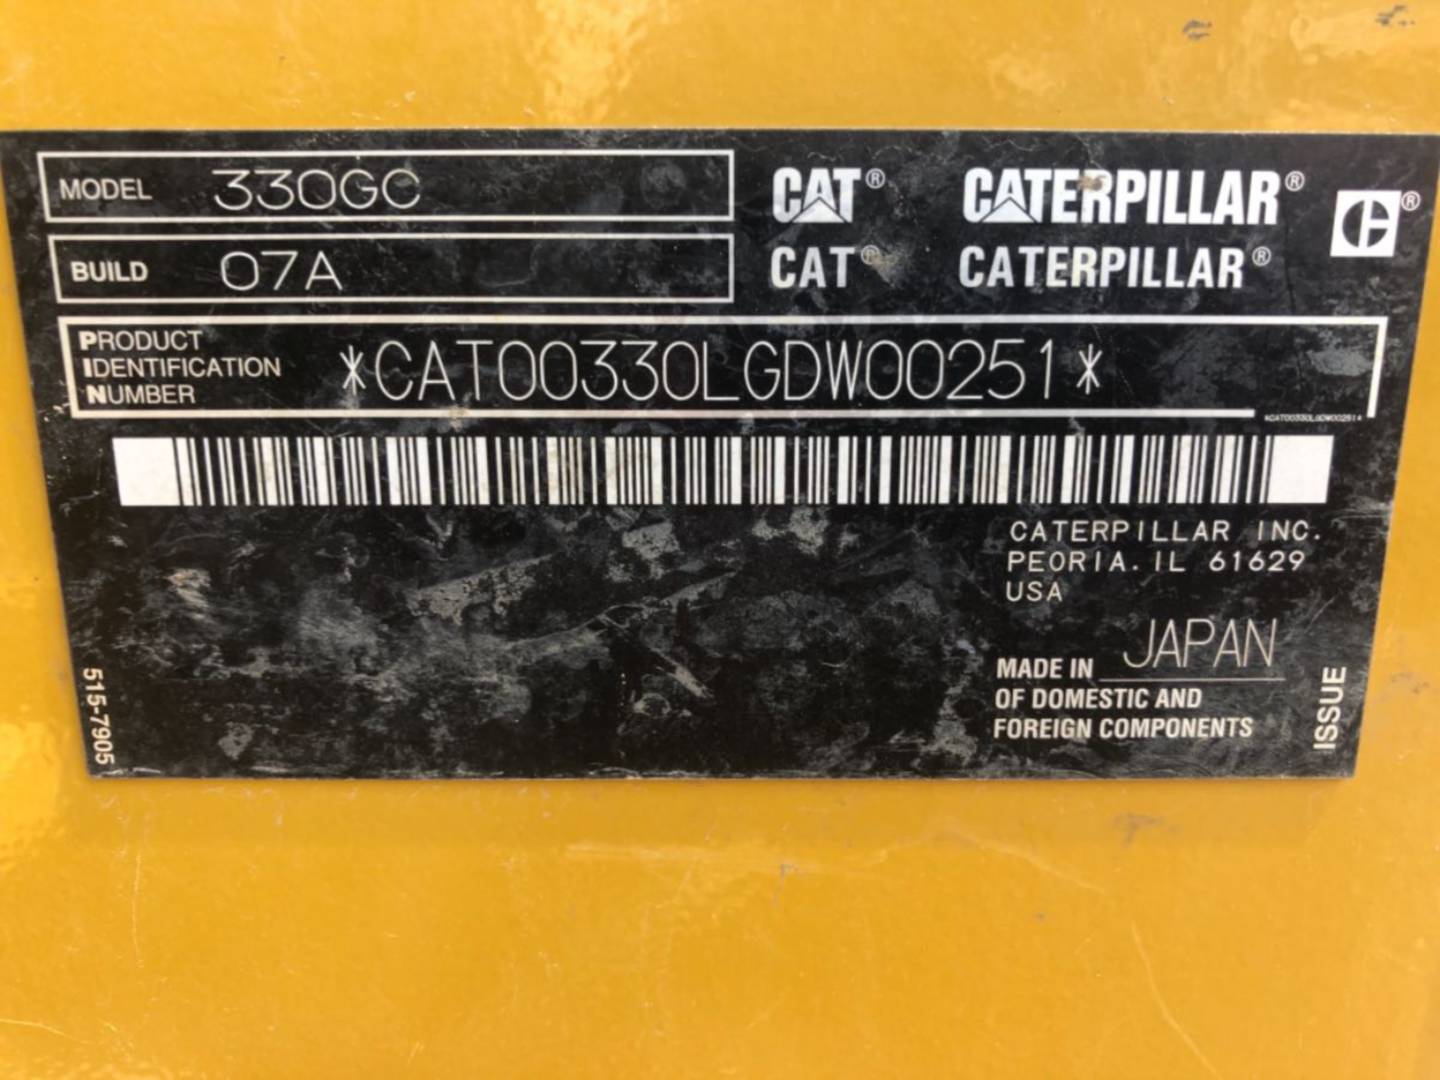 MODEL 330GC
BUILD 07A
CAT® CATERPILLAR®
CAT® CATERPILLAR® ®
PRODUCT
IDENTIFICATION
NUMBER
*CAT00330LGDW00251*
*CAT00330LGDW00251*
CATERPILLAR INC.
PEORIA. IL 61629
USA
MADE IN JAPAN
OF DOMESTIC AND
FOREIGN COMPONENTS
515-7905
ISSUE